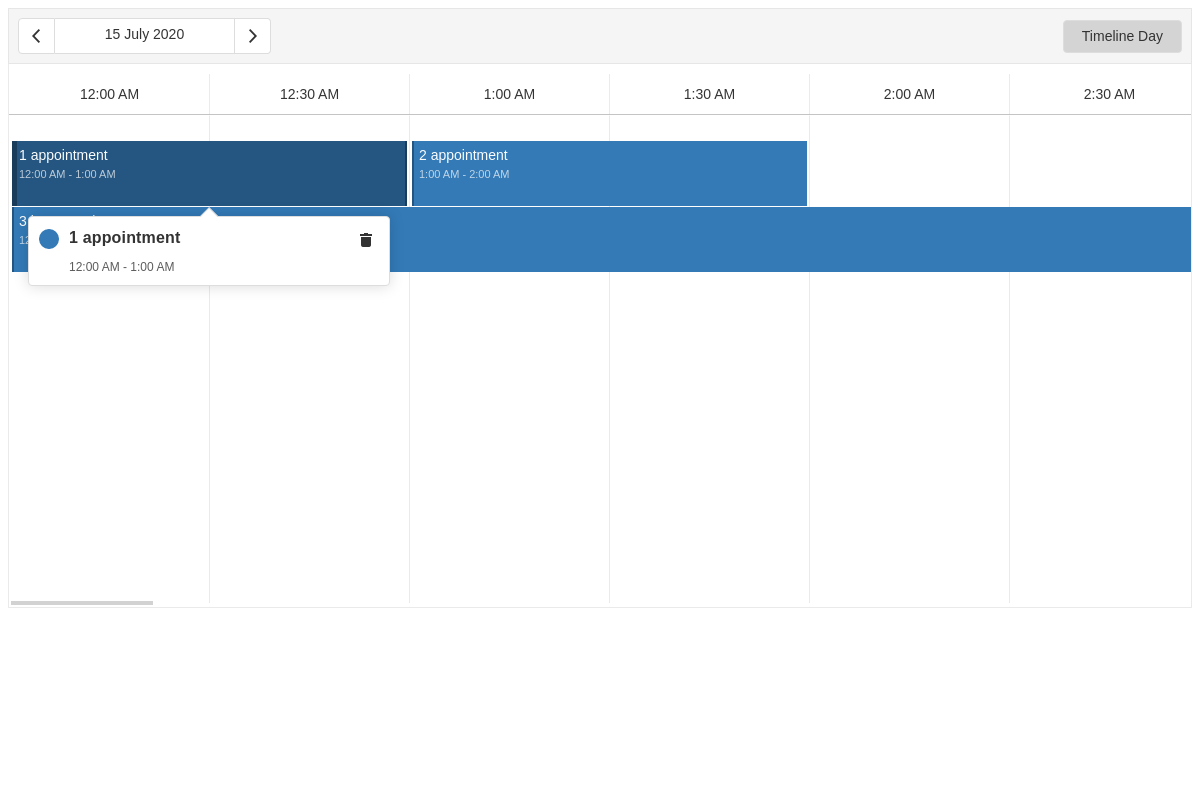 15 July 2020
Timeline Day
12:00 AM
12:30 AM
1:00 AM
1:30 AM
2:00 AM
2:30 AM
1 appointment
12:00 AM - 1:00 AM
2 appointment
1:00 AM - 2:00 AM
3
12
1 appointment
12:00 AM - 1:00 AM